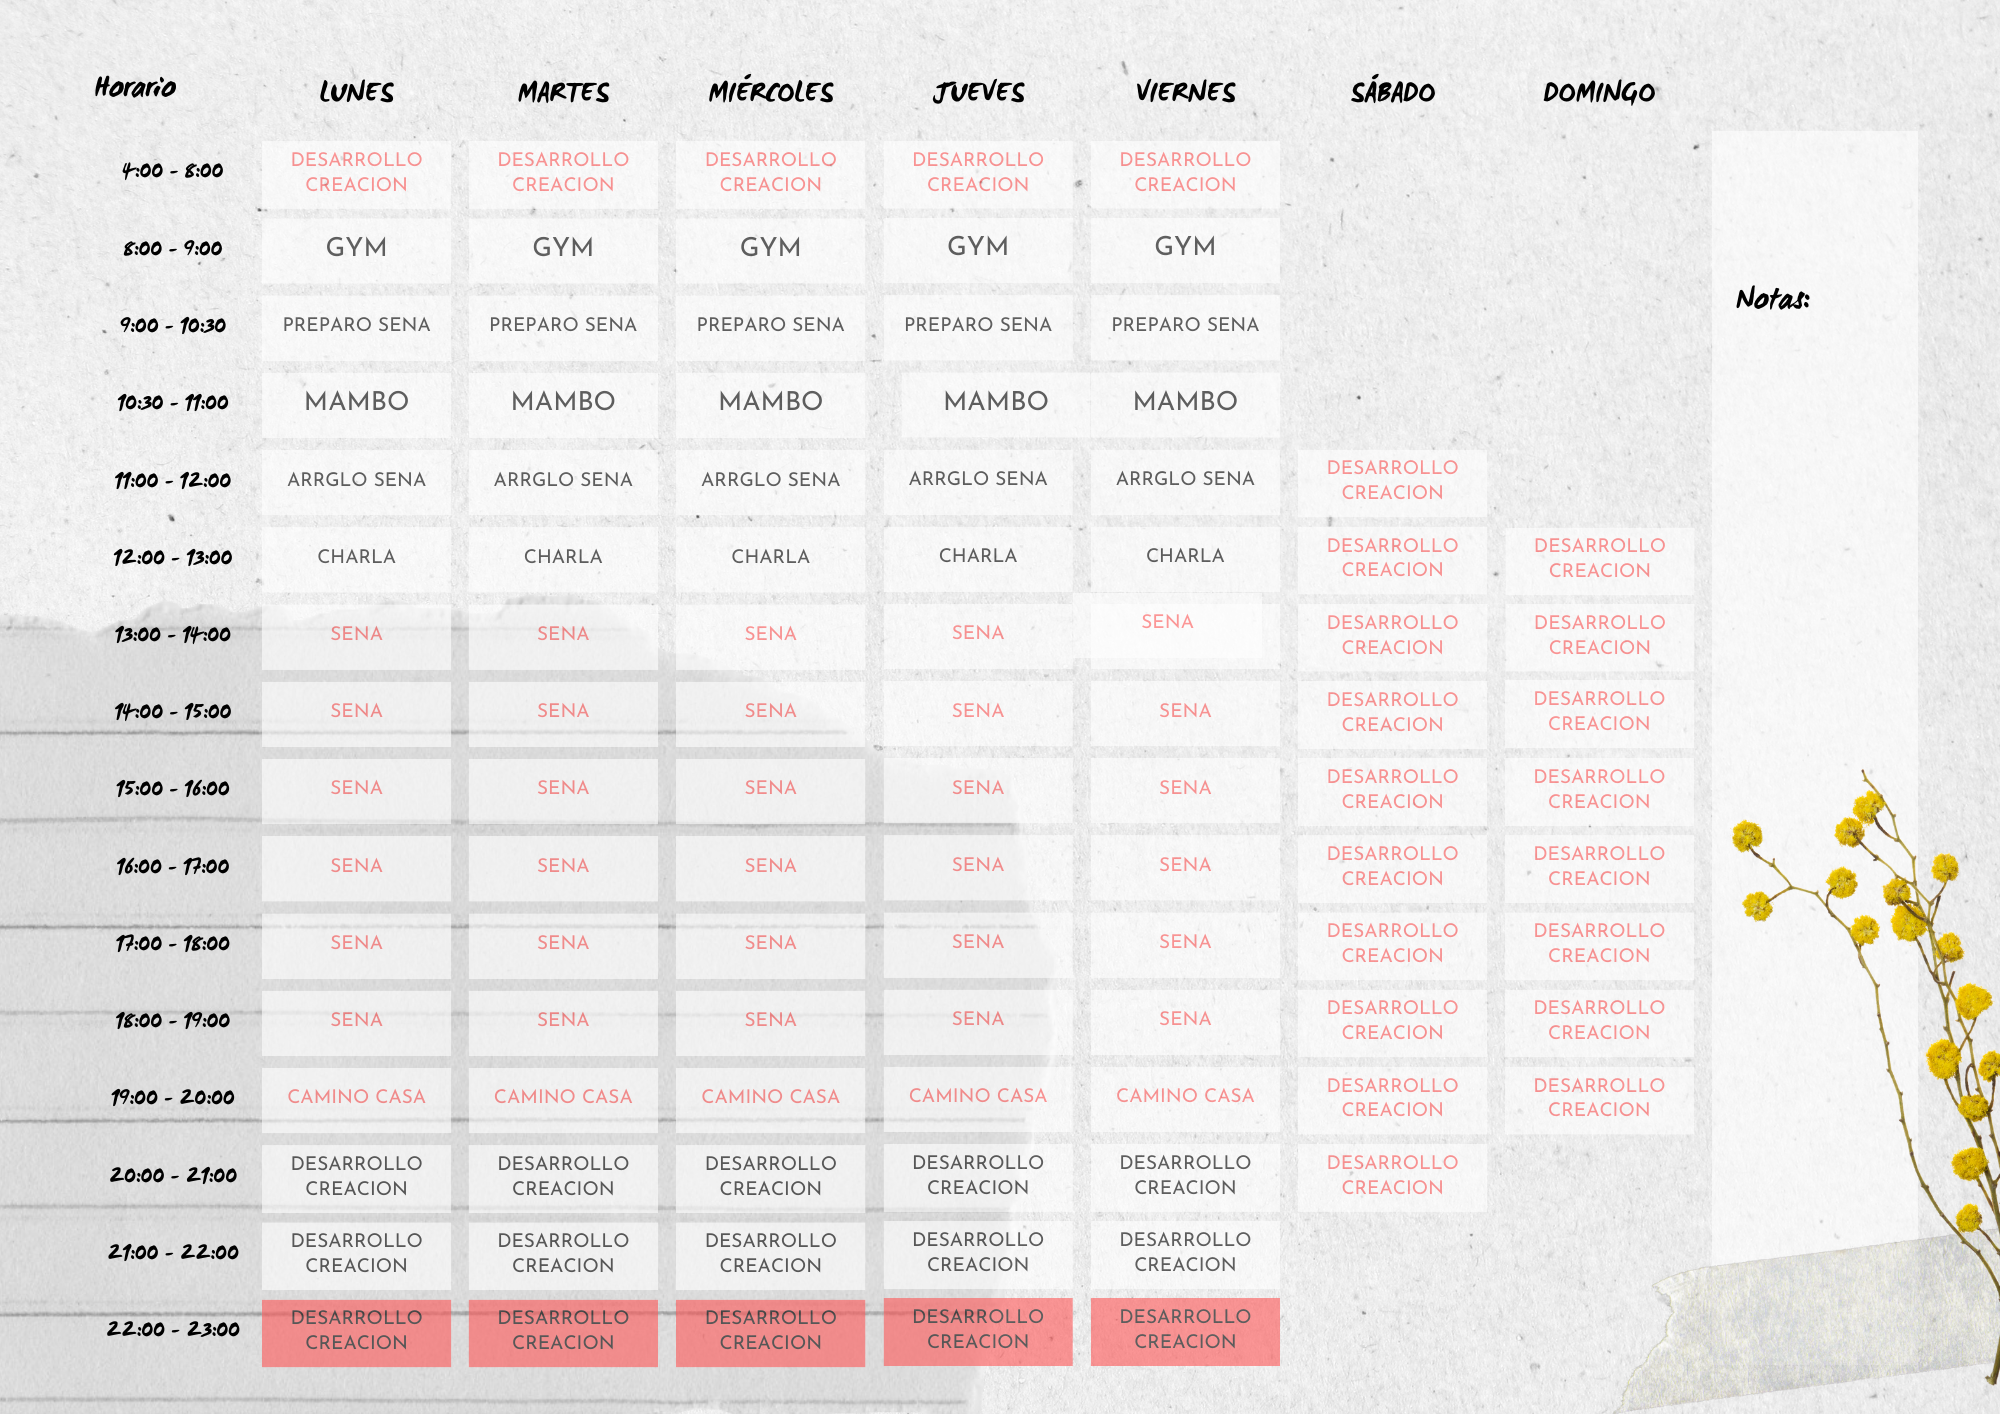 Horario LUNES MARTES MIÉRCOLES JUEVES VIERNES SÁBADO DOMINGO
4:00 - 8:00 DESARROLLO CREACION DESARROLLO CREACION DESARROLLO CREACION DESARROLLO CREACION DESARROLLO CREACION
8:00 - 9:00 GYM GYM GYM GYM GYM
Notas:
9:00 - 10:30 PREPARO SENA PREPARO SENA PREPARO SENA PREPARO SENA PREPARO SENA
10:30 - 11:00 MAMBO MAMBO MAMBO MAMBO MAMBO
11:00 - 12:00 ARRGLO SENA ARRGLO SENA ARRGLO SENA ARRGLO SENA ARRGLO SENA DESARROLLO CREACION
12:00 - 13:00 CHARLA CHARLA CHARLA CHARLA CHARLA DESARROLLO CREACION DESARROLLO CREACION
13:00 - 14:00 SENA SENA SENA SENA SENA DESARROLLO CREACION DESARROLLO CREACION
14:00 - 15:00 SENA SENA SENA SENA SENA DESARROLLO CREACION DESARROLLO CREACION
15:00 - 16:00 SENA SENA SENA SENA SENA DESARROLLO CREACION DESARROLLO CREACION
16:00 - 17:00 SENA SENA SENA SENA SENA DESARROLLO CREACION DESARROLLO CREACION
17:00 - 18:00 SENA SENA SENA SENA SENA DESARROLLO CREACION DESARROLLO CREACION
18:00 - 19:00 SENA SENA SENA SENA SENA DESARROLLO CREACION DESARROLLO CREACION
19:00 - 20:00 CAMINO CASA CAMINO CASA CAMINO CASA CAMINO CASA CAMINO CASA DESARROLLO CREACION DESARROLLO CREACION
20:00 - 21:00 DESARROLLO CREACION DESARROLLO CREACION DESARROLLO CREACION DESARROLLO CREACION DESARROLLO CREACION DESARROLLO CREACION
21:00 - 22:00 DESARROLLO CREACION DESARROLLO CREACION DESARROLLO CREACION DESARROLLO CREACION DESARROLLO CREACION
22:00 - 23:00 DESARROLLO CREACION DESARROLLO CREACION DESARROLLO CREACION DESARROLLO CREACION DESARROLLO CREACION